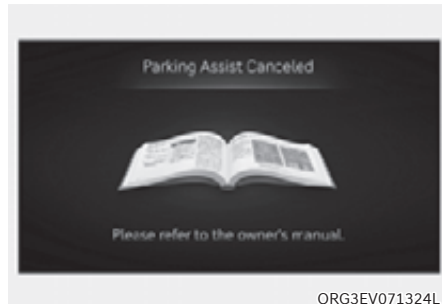 Parking Assist Canceled
Please refer to the owner's manual.
ORG3EV071324L